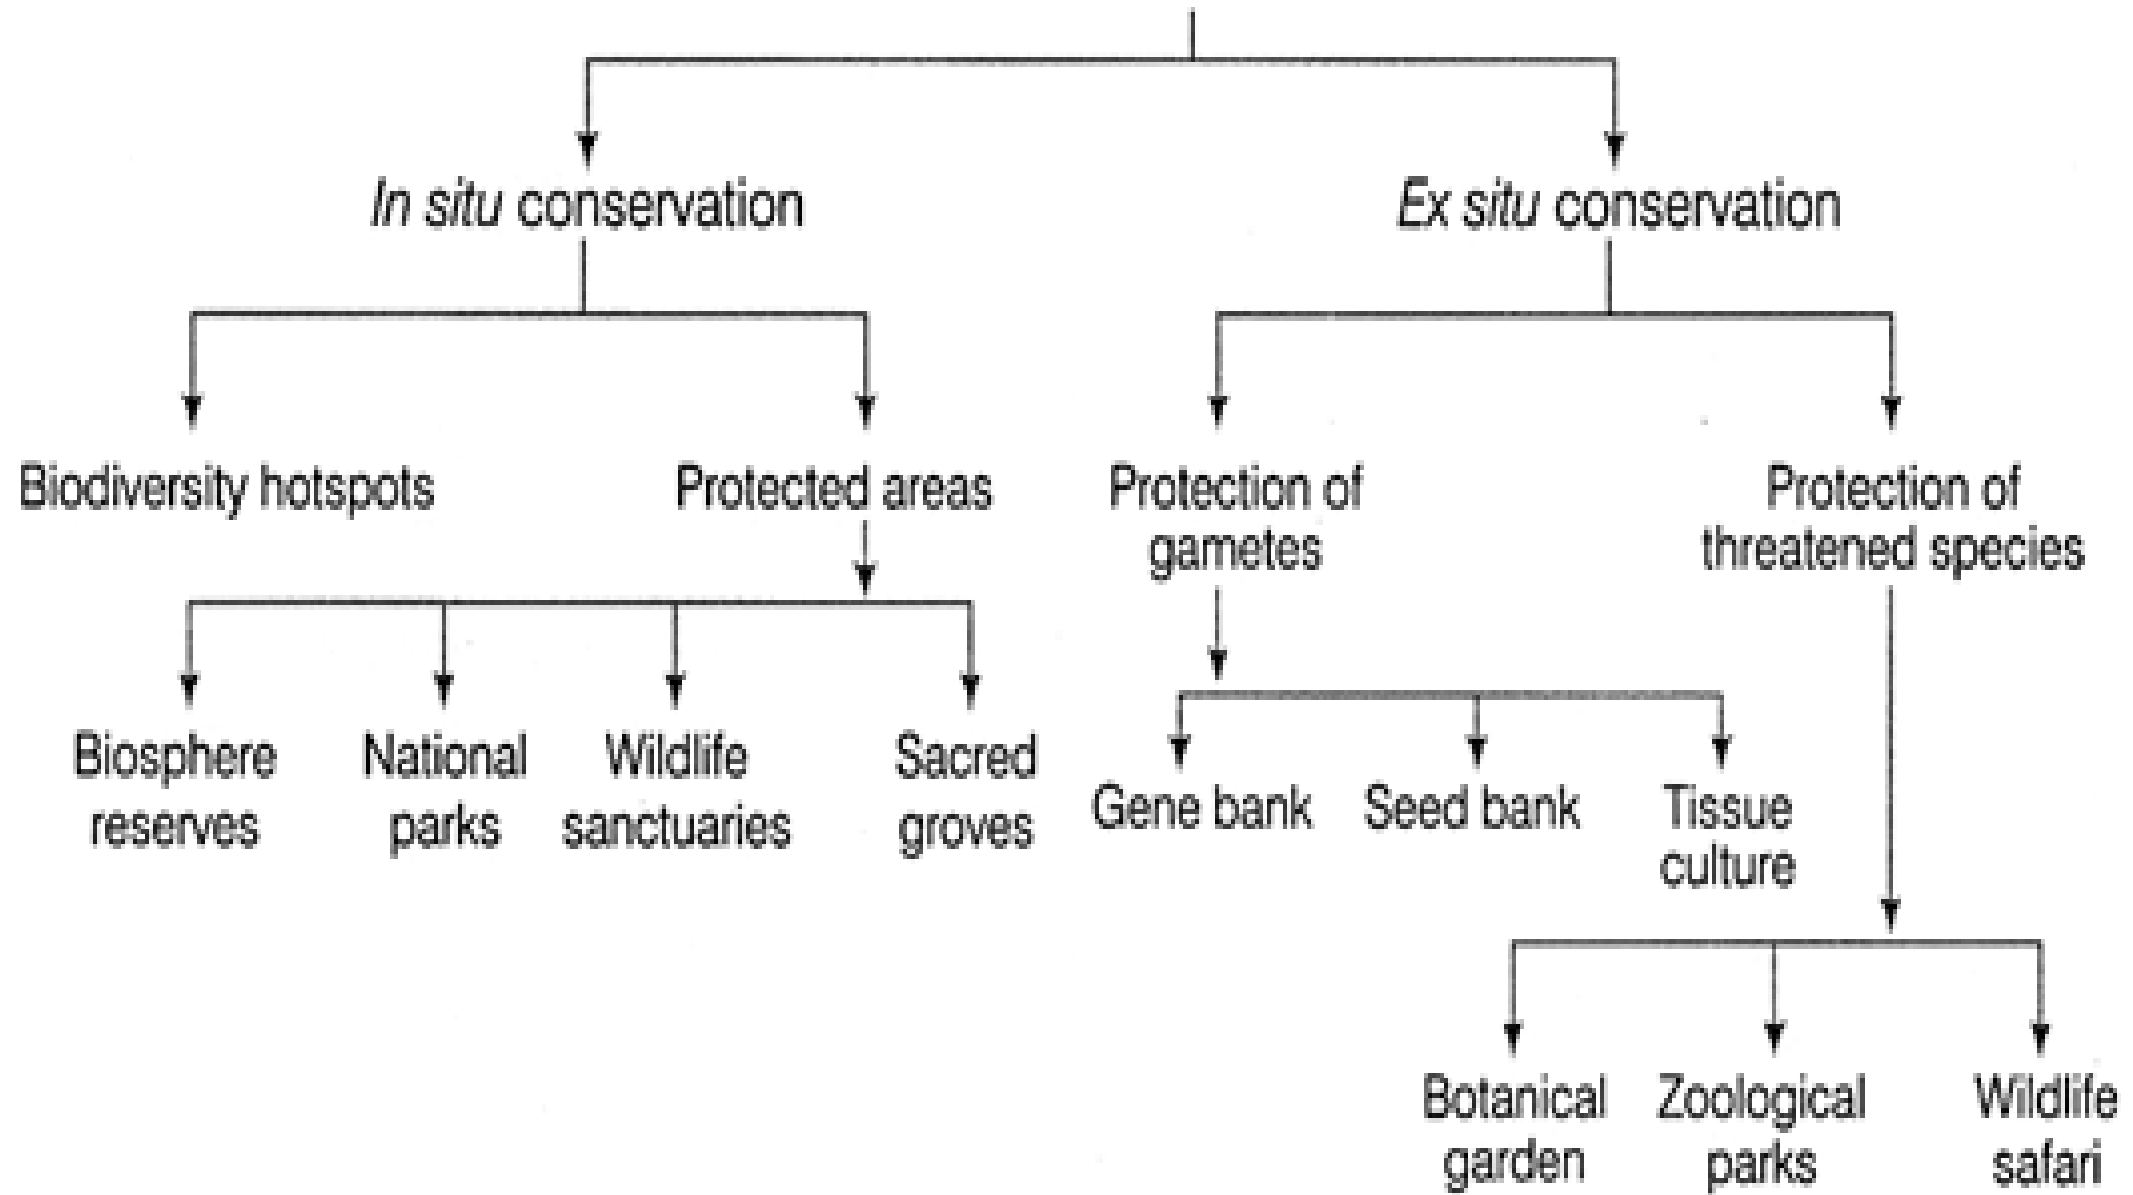 In situ conservation
Ex situ conservation
Biodiversity hotspots
Protected areas
Protection of
gametes
Protection of
threatened species
Biosphere
reserves
National
parks
Wildlife
sanctuaries
Sacred
groves
Gene bank
Seed bank
Tissue
culture
Botanical
garden
Zoological
parks
Wildlife
safari